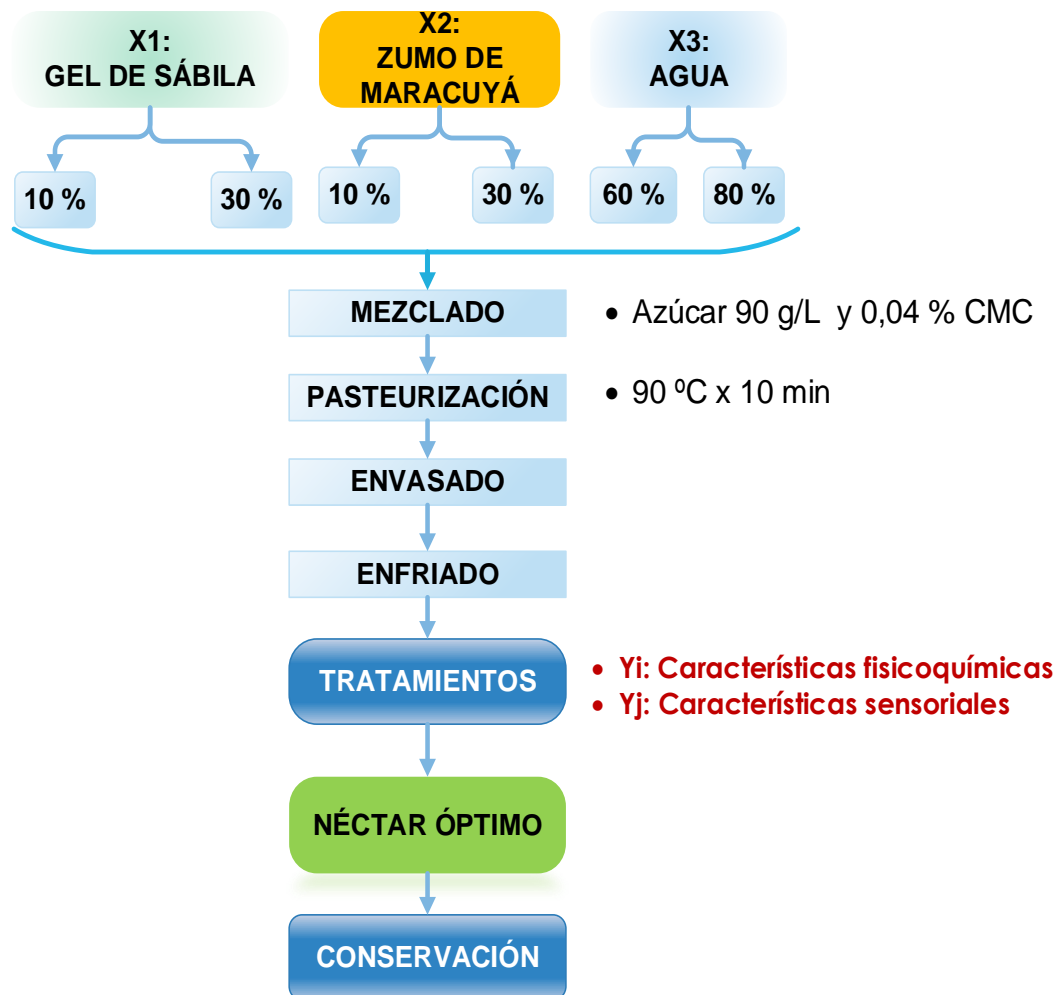 X1:
GEL DE SÁBILA
X2:
ZUMO DE
MARACUYÁ
X3:
AGUA
10 %
30 %
10 %
30 %
60 %
80 %
MEZCLADO
• Azúcar 90 g/L y 0,04 % CMC
PASTEURIZACIÓN
• 90 ºC x 10 min
ENVASADO
ENFRIADO
TRATAMIENTOS
• Yi: Características fisicoquímicas
• Yj: Características sensoriales
NÉCTAR ÓPTIMO
CONSERVACIÓN